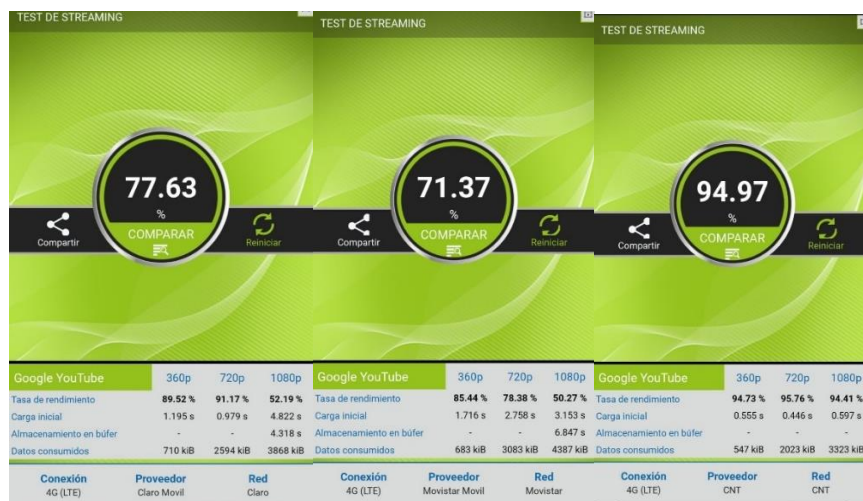 TEST DE STREAMING
77.63
%
COMPARAR
Compartir
Reiniciar
Google YouTube 360p 720p 1080p
Tasa de rendimiento 89.52 % 91.17 % 52.19 %
Carga inicial 1.195 s 0.979 s 4.822 s
Almacenamiento en búfer - - 4.318 s
Datos consumidos 710 kiB 2594 kiB 3868 kiB
Conexión Proveedor Red
4G (LTE) Claro Movil Claro
TEST DE STREAMING
71.37
%
COMPARAR
Compartir
Reiniciar
Google YouTube 360p 720p 1080p
Tasa de rendimiento 85.44 % 78.38 % 50.27 %
Carga inicial 1.716 s 2.758 s 3.153 s
Almacenamiento en búfer - - 6.847 s
Datos consumidos 683 kiB 3083 kiB 4387 kiB
Conexión Proveedor Red
4G (LTE) Movistar Movil Movistar
TEST DE STREAMING
94.97
%
COMPARAR
Compartir
Reiniciar
Google YouTube 360p 720p 1080p
Tasa de rendimiento 94.73 % 95.76 % 94.41 %
Carga inicial 0.555 s 0.446 s 0.597 s
Almacenamiento en búfer - - -
Datos consumidos 547 kiB 2023 kiB 3323 kiB
Conexión Proveedor Red
4G (LTE) CNT CNT